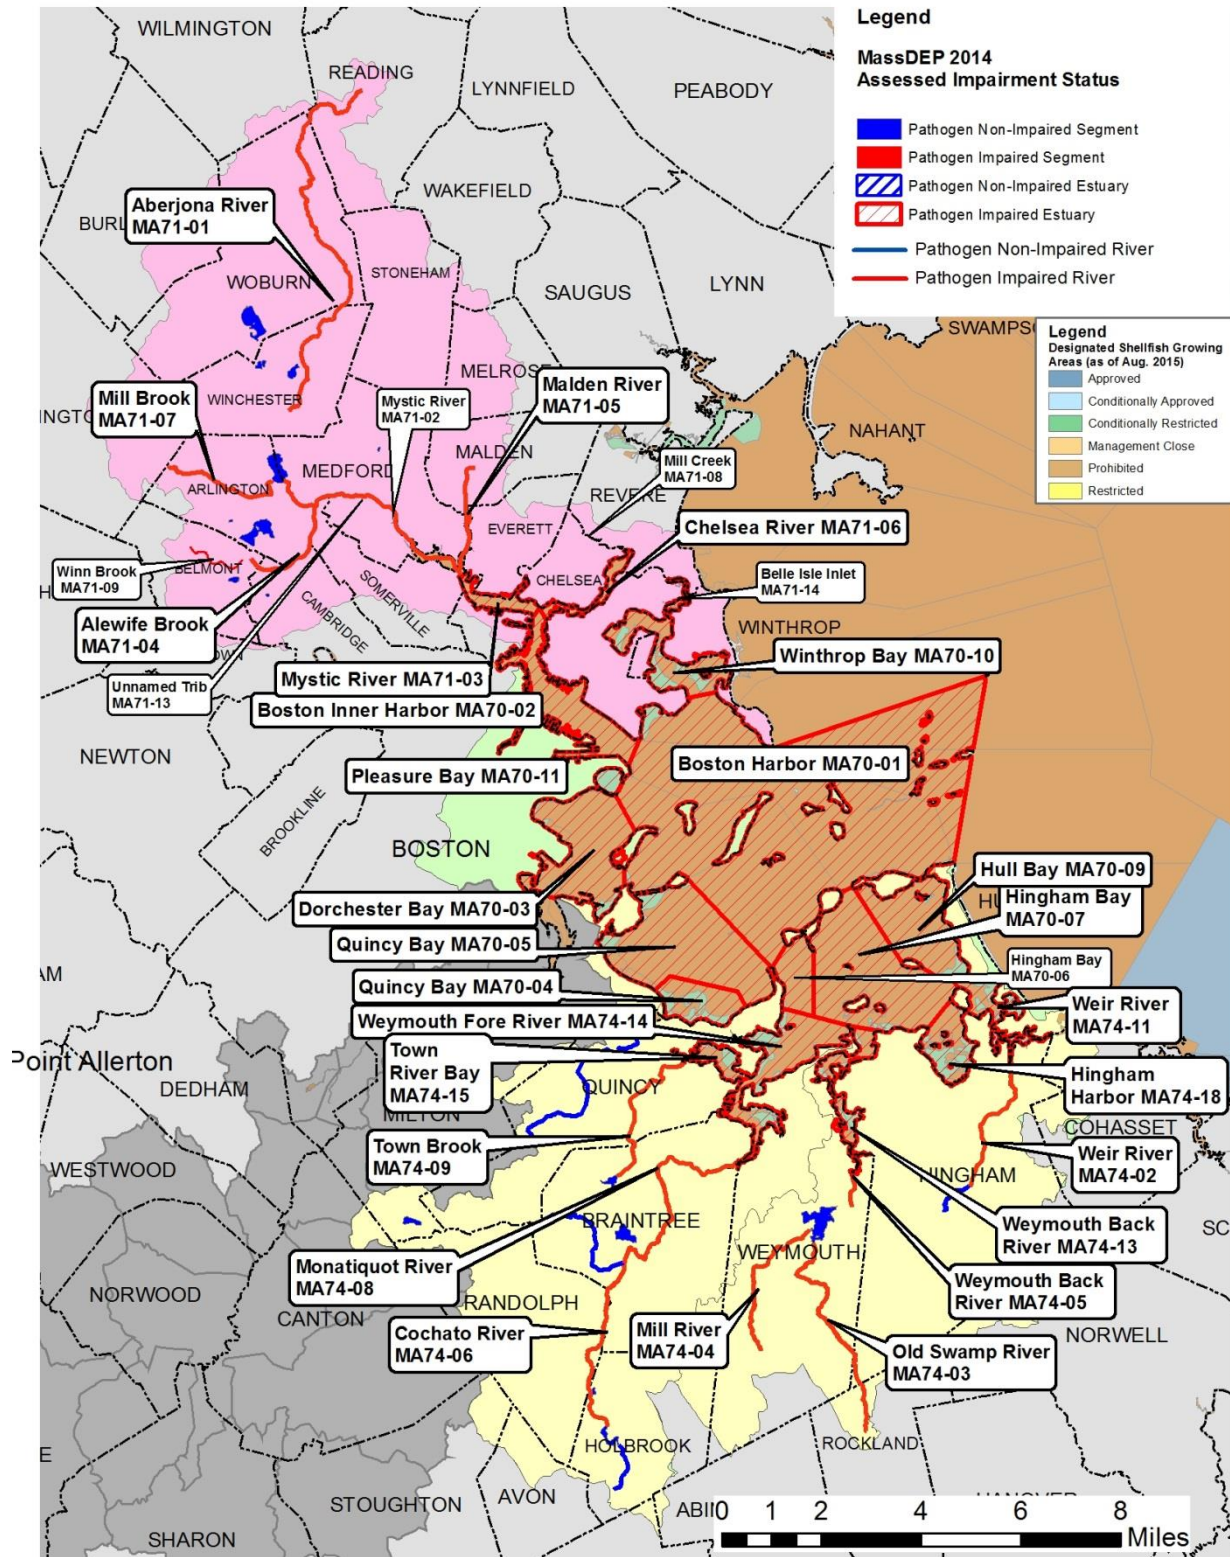 WILMINGTON
READING
LYNNFIELD
PEABODY
Legend
MassDEP 2014
Assessed Impairment Status
Pathogen Non-Impaired Segment
Pathogen Impaired Segment
Pathogen Non-Impaired Estuary
Pathogen Impaired Estuary
Pathogen Non-Impaired River
Pathogen Impaired River
WAKEFIELD
Aberjona River
MA71-01
BURL
STONEHAM
WOBURN
SAUGUS
LYNN
SWAMPSC
Legend
Designated Shellfish Growing
Areas (as of Aug. 2015)
Approved
Conditionally Approved
Conditionally Restricted
Management Close
Prohibited
Restricted
MELROSE
Mill Brook
MA71-07
WINCHESTER
Mystic River
MA71-02
Malden River
MA71-05
NGTO
NAHANT
MEDFORD
MALDEN
Mill Creek
MA71-08
ARLINGTON
REVERE
EVERETT
Chelsea River MA71-06
Winn Brook
MA71-09
BELMONT
CHELSEA
Belle Isle Inlet
MA71-14
SOMERVILLE
CAMBRIDGE
Alewife Brook
MA71-04
OWN
WINTHROP
Winthrop Bay MA70-10
Unnamed Trib
MA71-13
Mystic River MA71-03
Boston Inner Harbor MA70-02
NEWTON
Pleasure Bay MA70-11
Boston Harbor MA70-01
BROOKLINE
BOSTON
Hull Bay MA70-09
HU
Hingham Bay
MA70-07
Dorchester Bay MA70-03
Quincy Bay MA70-05
Hingham Bay
MA70-06
AM
Quincy Bay MA70-04
Weir River
MA74-11
Weymouth Fore River MA74-14
Point Allerton
Town
River Bay
MA74-15
DEDHAM
QUINCY
MILTON
Hingham
Harbor MA74-18
COHASSET
Town Brook
MA74-09
WESTWOOD
Weir River
MA74-02
HINGHAM
BRAINTREE
Weymouth Back
River MA74-13
SC
WEYMOUTH
Monatiquot River
MA74-08
Weymouth Back
River MA74-05
NORWOOD
CANTON
RANDOLPH
Cochato River
MA74-06
Mill River
MA74-04
NORWELL
Old Swamp River
MA74-03
HOLBROOK
ROCKLAND
E
STOUGHTON
AVON
ABIN
HANOVER
SHARON
0 1 2 4 6 8
Miles